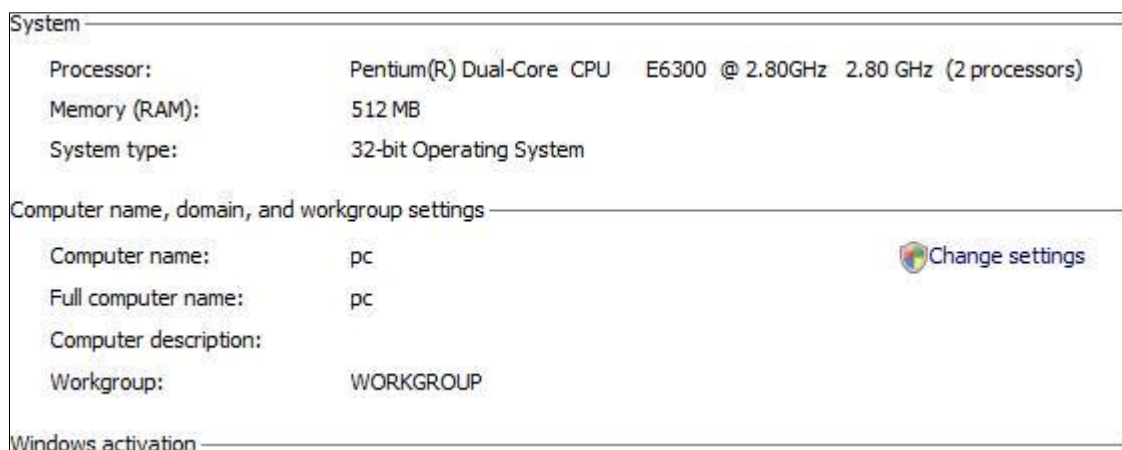 System
Processor: Pentium(R) Dual-Core CPU E6300 @ 2.80GHz 2.80 GHz (2 processors)
Memory (RAM): 512 MB
System type: 32-bit Operating System
Computer name, domain, and workgroup settings
Computer name: pc Change settings
Full computer name: pc
Computer description:
Workgroup: WORKGROUP
Windows activation